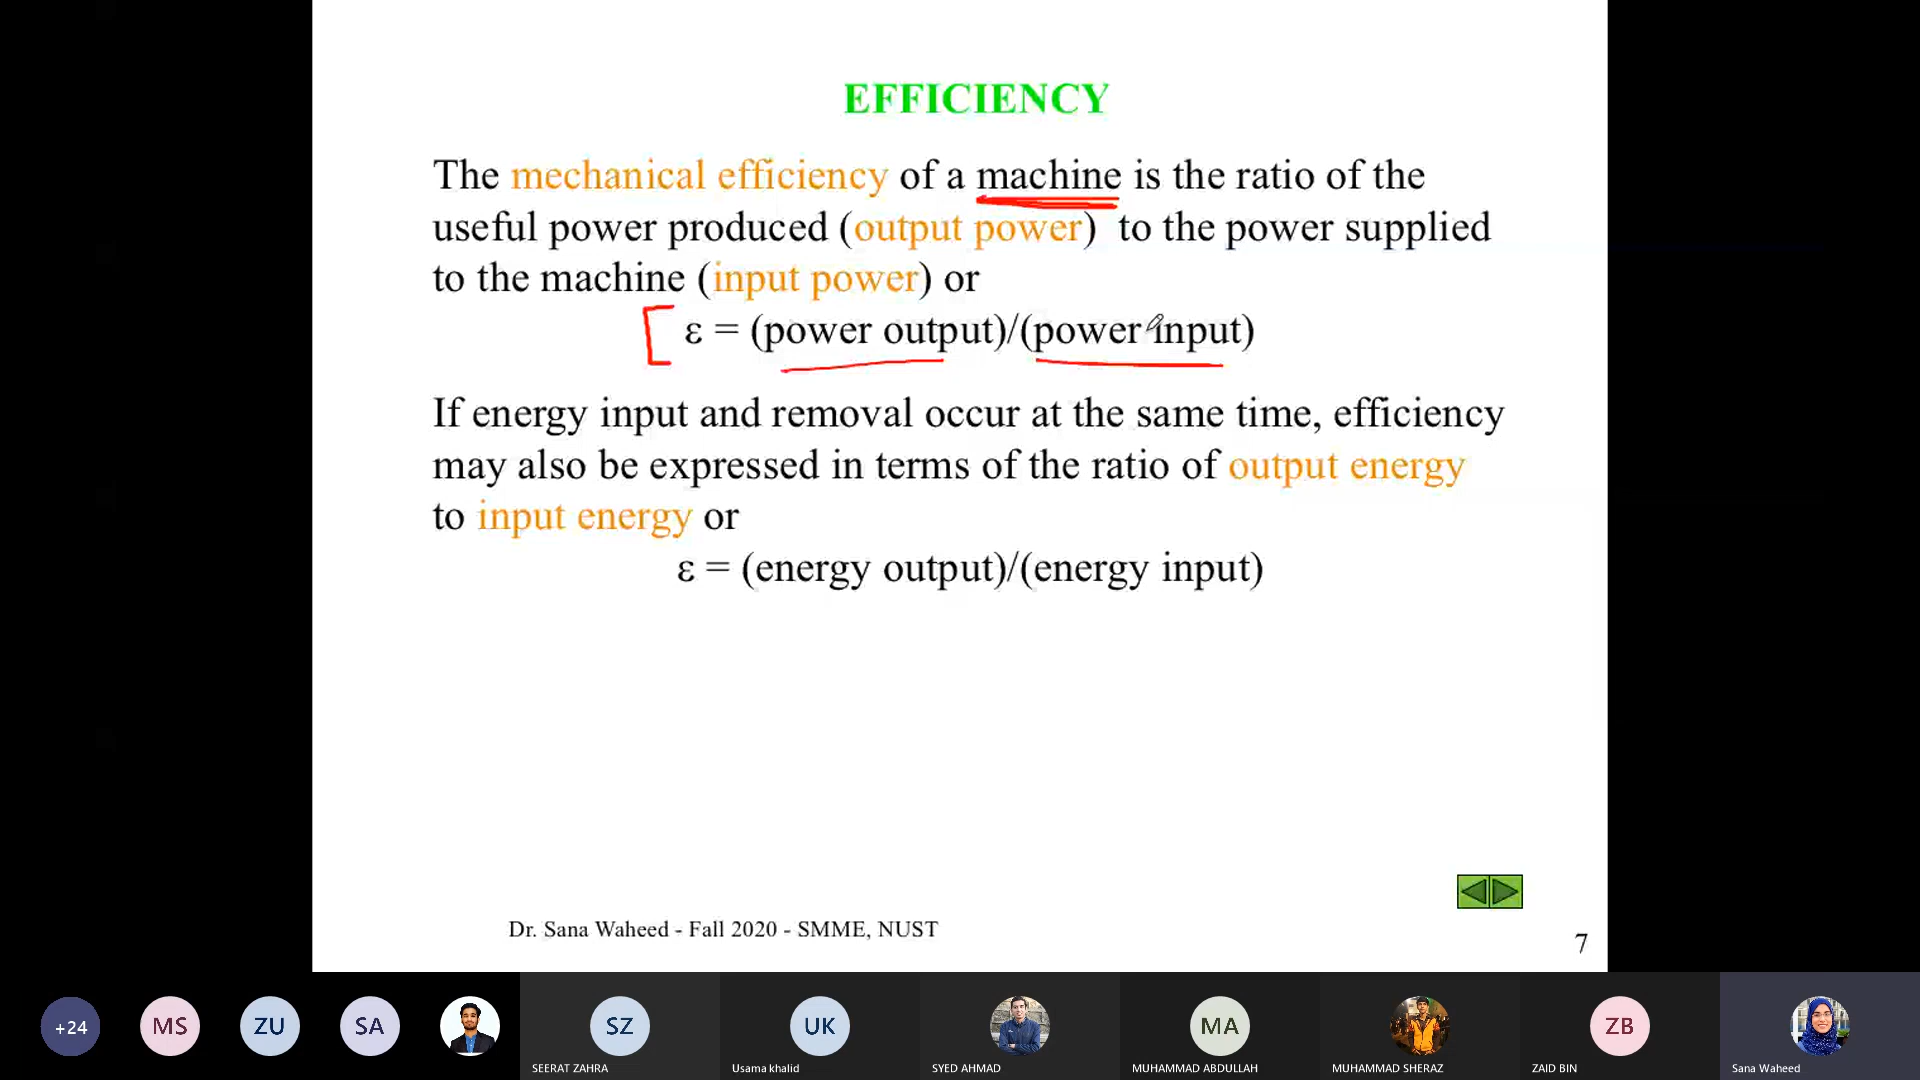 EFFICIENCY
The mechanical efficiency of a machine is the ratio of the
useful power produced (output power)  to the power supplied
to the machine (input power) or
ε = (power output)/(power input)
If energy input and removal occur at the same time, efficiency
may also be expressed in terms of the ratio of output energy
to input energy or
ε = (energy output)/(energy input)
Dr. Sana Waheed - Fall 2020 - SMME, NUST
7
+24
MS
ZU
SA
SZ
UK
MA
ZB
SEERAT ZAHRA
Usama khalid
SYED AHMAD
MUHAMMAD ABDULLAH
MUHAMMAD SHERAZ
ZAID BIN
Sana Waheed